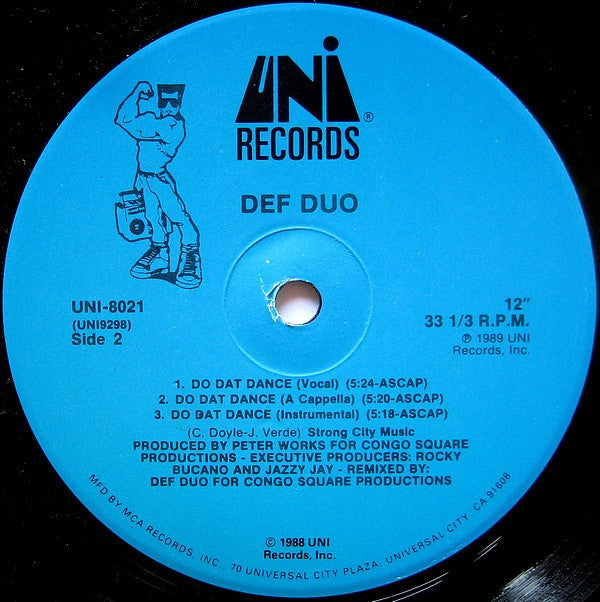 UNI®
RECORDS
DEF DUO
UNI-8021
(UNI9298)
Side 2
12"
33 1/3 R.P.M.
℗ 1989 UNI
Records, Inc.
1. DO DAT DANCE (Vocal) (5:24-ASCAP)
2. DO DAT DANCE (A Cappella) (5:20-ASCAP)
3. DO DAT DANCE (Instrumental) (5:18-ASCAP)
(C. Doyle-J. Verde) Strong City Music
PRODUCED BY PETER WORKS FOR CONGO SQUARE
PRODUCTIONS - EXECUTIVE PRODUCERS: ROCKY
BUCANO AND JAZZY JAY - REMIXED BY:
DEF DUO FOR CONGO SQUARE PRODUCTIONS
© 1988 UNI
Records, Inc.
MFD BY MCA RECORDS, INC., 70 UNIVERSAL CITY PLAZA, UNIVERSAL CITY, CA 91608